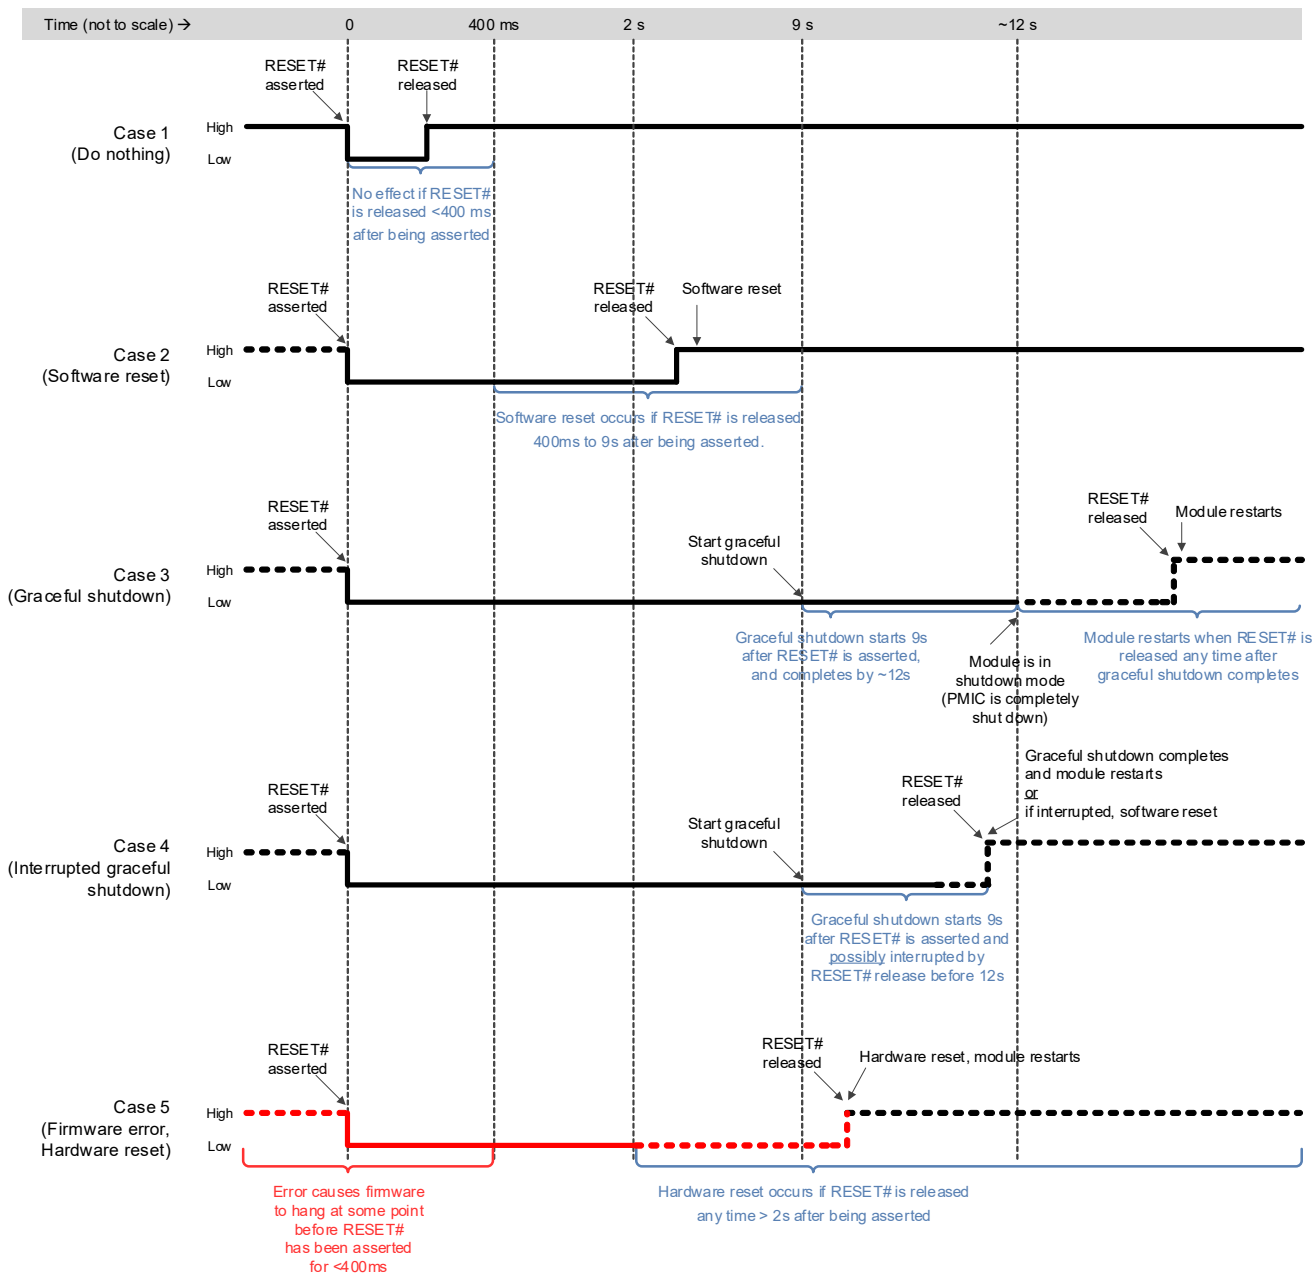 Time (not to scale) → 0 400 ms 2 s 9 s ~12 s
RESET#
asserted
RESET#
released
Case 1
(Do nothing)
High
Low
No effect if RESET#
is released <400 ms
after being asserted
RESET#
asserted
RESET#
released
Software reset
Case 2
(Software reset)
High
Low
Software reset occurs if RESET# is released
400ms to 9s after being asserted.
RESET#
asserted
Start graceful
shutdown
RESET#
released
Module restarts
Case 3
(Graceful shutdown)
High
Low
Graceful shutdown starts 9s
after RESET# is asserted,
and completes by ~12s
Module is in
shutdown mode
(PMIC is completely
shut down)
Module restarts when RESET# is
released any time after
graceful shutdown completes
RESET#
asserted
Start graceful
shutdown
RESET#
released
Graceful shutdown completes
and module restarts
or
if interrupted, software reset
Case 4
(Interrupted graceful
shutdown)
High
Low
Graceful shutdown starts 9s
after RESET# is asserted and
possibly interrupted by
RESET# release before 12s
RESET#
asserted
RESET#
released
Hardware reset, module restarts
Case 5
(Firmware error,
Hardware reset)
High
Low
Error causes firmware
to hang at some point
before RESET#
has been asserted
for <400ms
Hardware reset occurs if RESET# is released
any time > 2s after being asserted